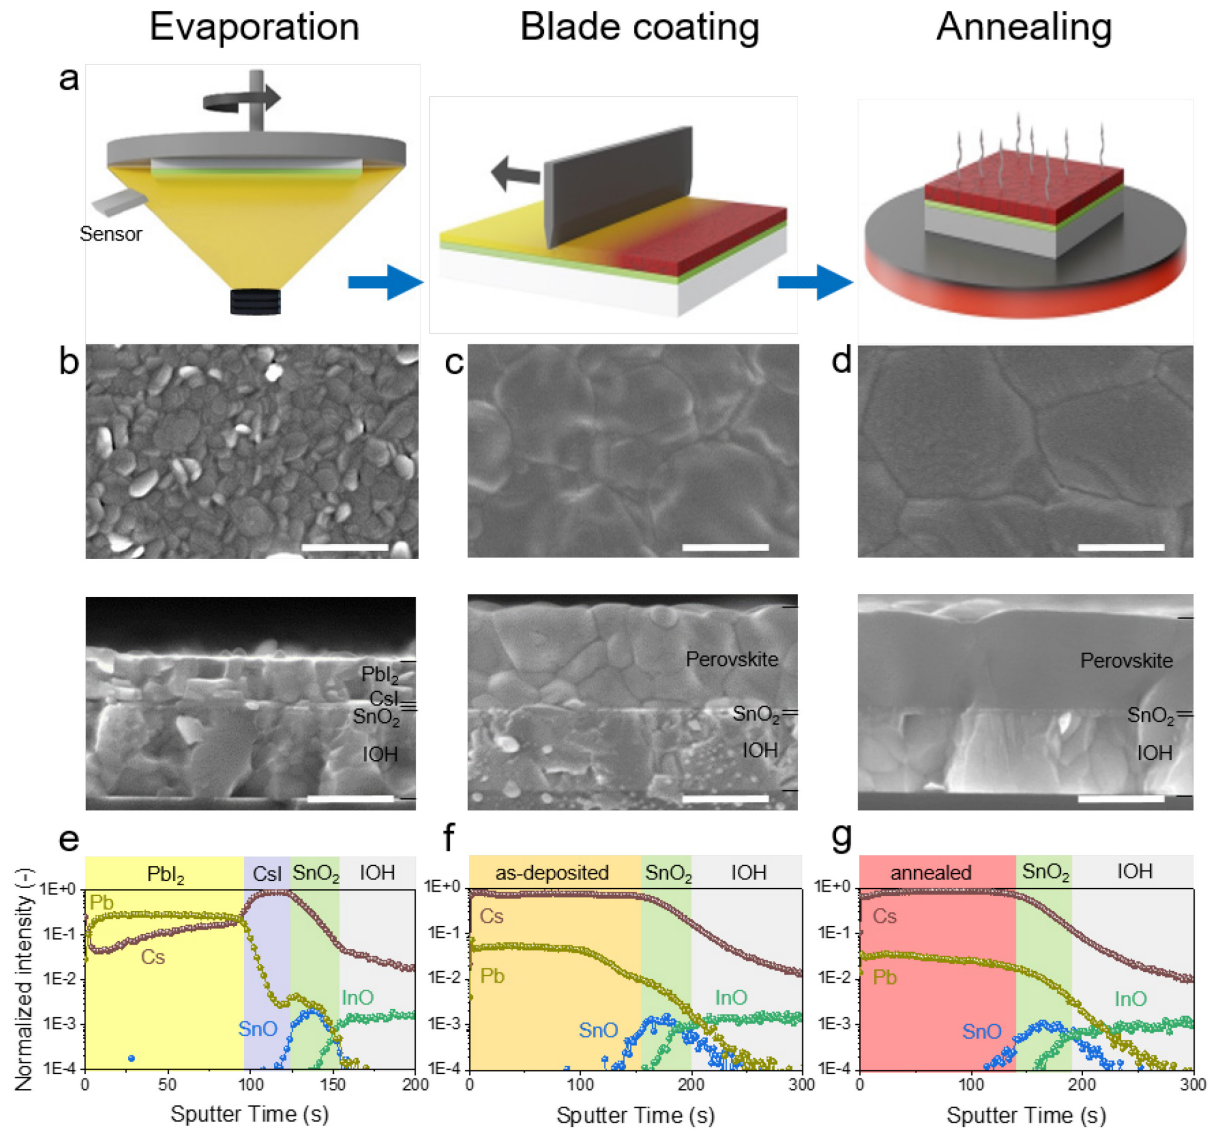 Evaporation Blade coating Annealing
a
Sensor
b c d
PbI2
CsI
SnO2
IOH
Perovskite
SnO2
IOH
Perovskite
SnO2
IOH
e f g
PbI2 CsI SnO2 IOH
as-deposited SnO2 IOH
annealed SnO2 IOH
Normalized intensity (-)
1E+0
1E-1
1E-2
1E-3
1E-4
Pb
Cs
SnO
InO
0 50 100 150 200
Sputter Time (s)
1E+0
1E-1
1E-2
1E-3
1E-4
Cs
Pb
SnO
InO
0 100 200 300
Sputter Time (s)
1E+0
1E-1
1E-2
1E-3
1E-4
Cs
Pb
SnO
InO
0 100 200 300
Sputter Time (s)